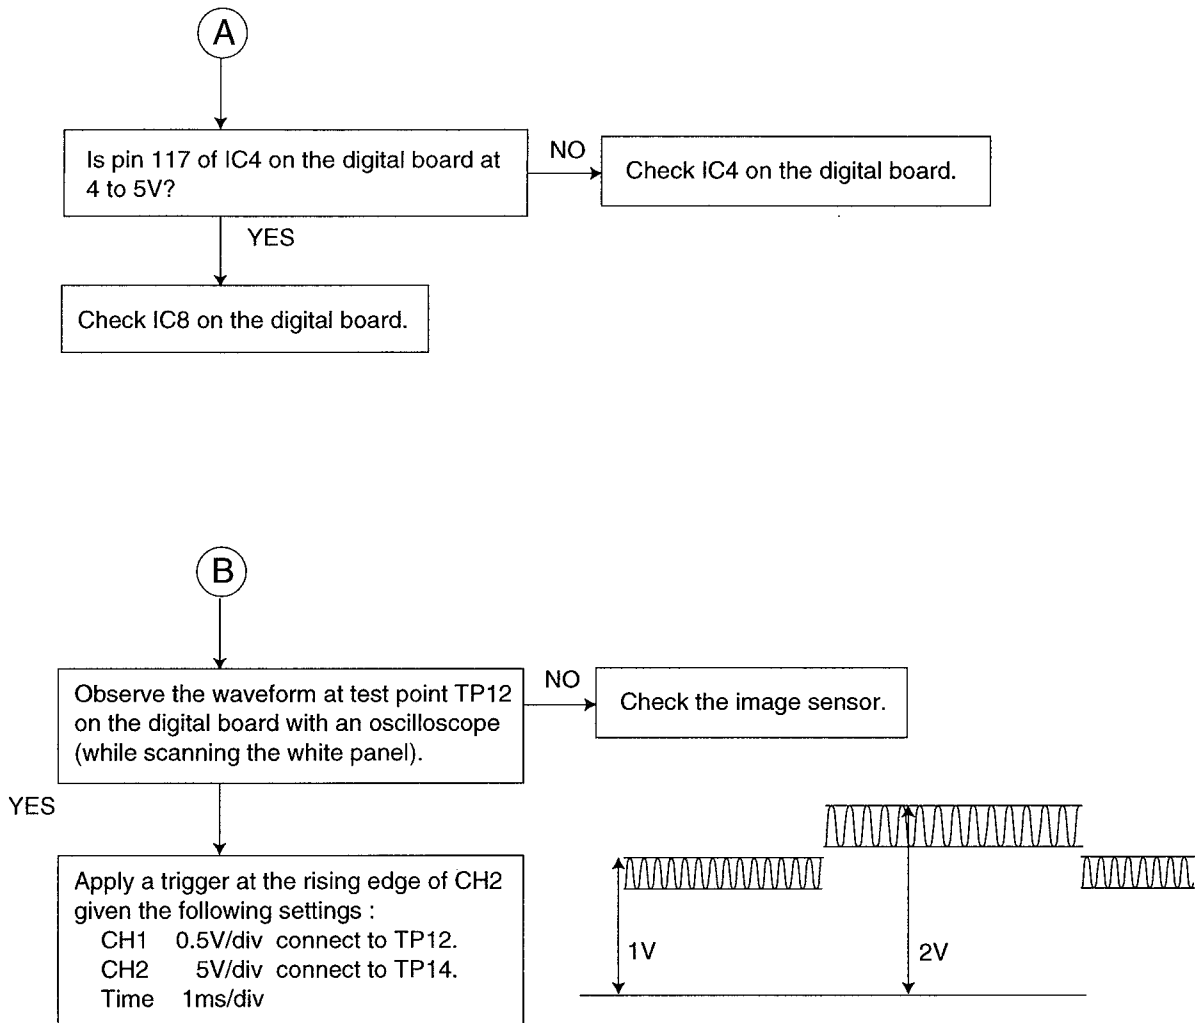 A
Is pin 117 of IC4 on the digital board at
4 to 5V?
NO
Check IC4 on the digital board.
YES
Check IC8 on the digital board.
B
Observe the waveform at test point TP12
on the digital board with an oscilloscope
(while scanning the white panel).
NO
Check the image sensor.
YES
Apply a trigger at the rising edge of CH2
given the following settings :
CH1 0.5V/div connect to TP12.
CH2 5V/div connect to TP14.
Time 1ms/div
1V
2V